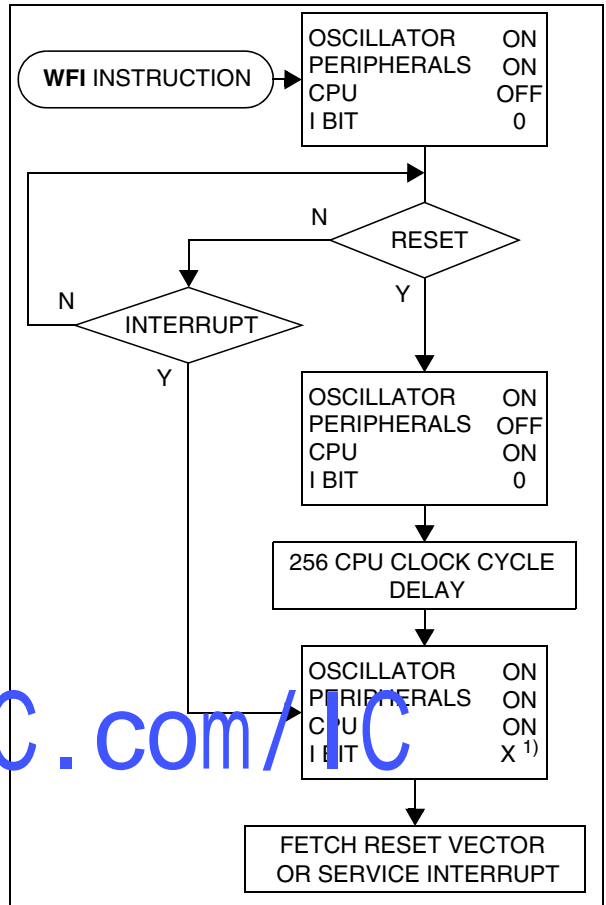 WFI INSTRUCTION
OSCILLATOR ON
PERIPHERALS ON
CPU OFF
I BIT 0
N
RESET
Y
N
INTERRUPT
Y
OSCILLATOR ON
PERIPHERALS OFF
CPU ON
I BIT 0
256 CPU CLOCK CYCLE
DELAY
OSCILLATOR ON
PERIPHERALS ON
CPU ON
I BIT X 1)
C.com/IC
FETCH RESET VECTOR
OR SERVICE INTERRUPT